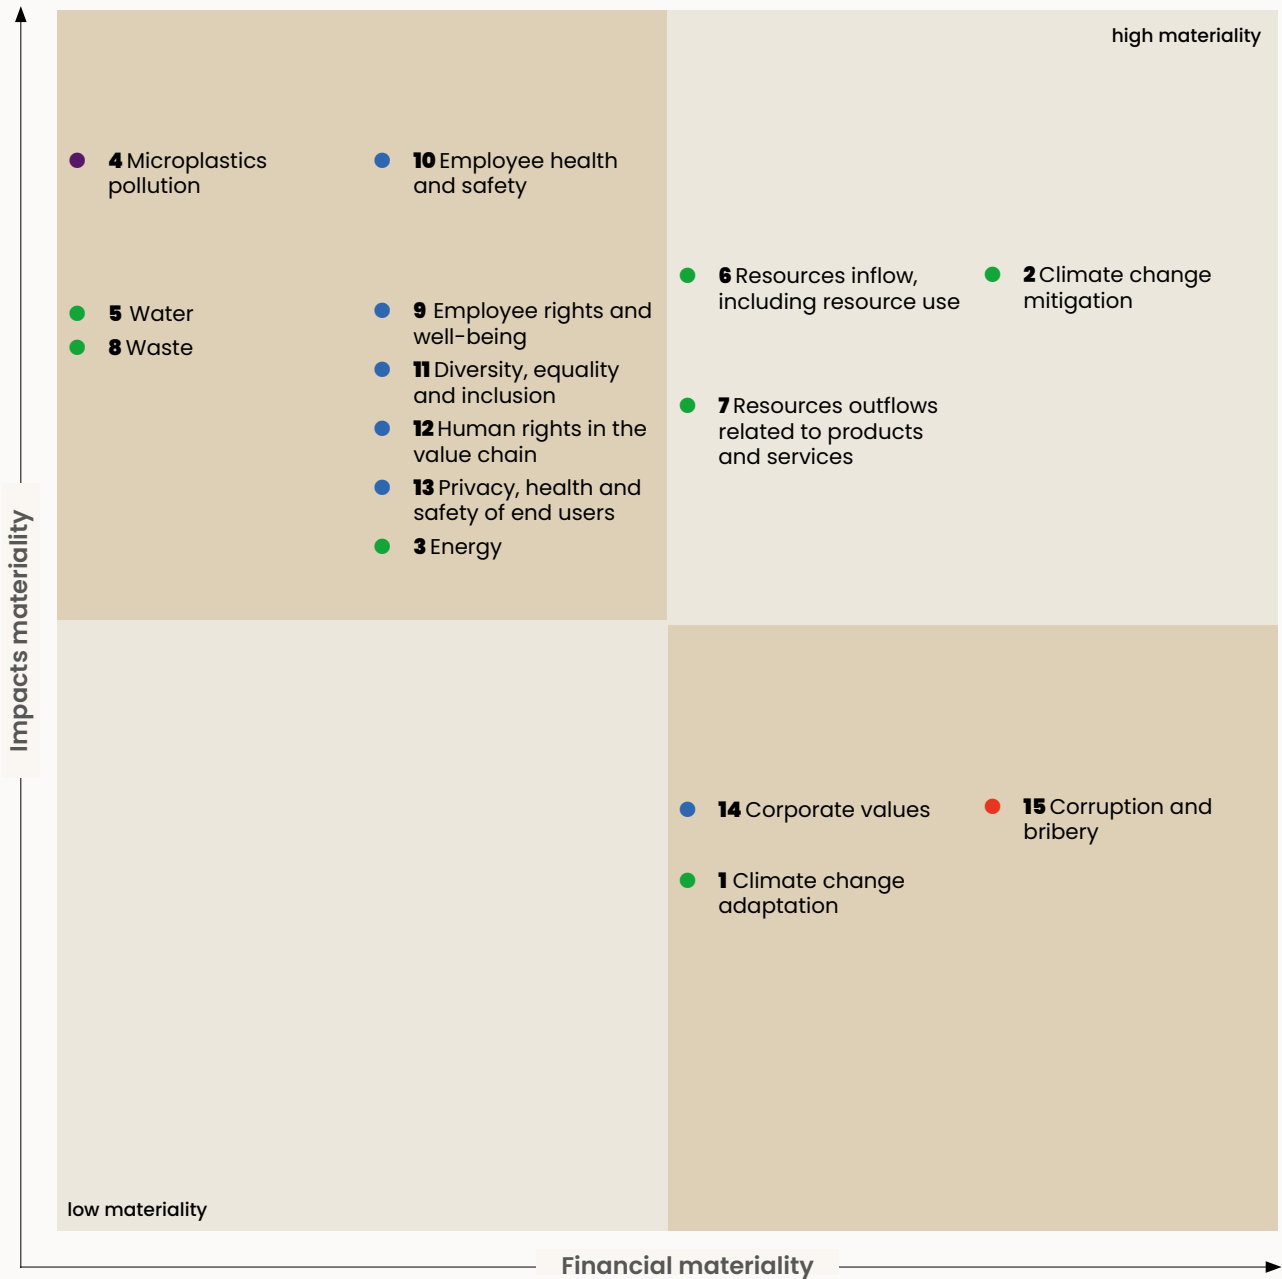 high materiality
4 Microplastics
pollution
10 Employee health
and safety
6 Resources inflow,
including resource use
2 Climate change
mitigation
5 Water
8 Waste
9 Employee rights and
well-being
11 Diversity, equality
and inclusion
12 Human rights in the
value chain
13 Privacy, health and
safety of end users
3 Energy
7 Resources outflows
related to products
and services
Impacts materiality
14 Corporate values
15 Corruption and
bribery
1 Climate change
adaptation
low materiality
Financial materiality